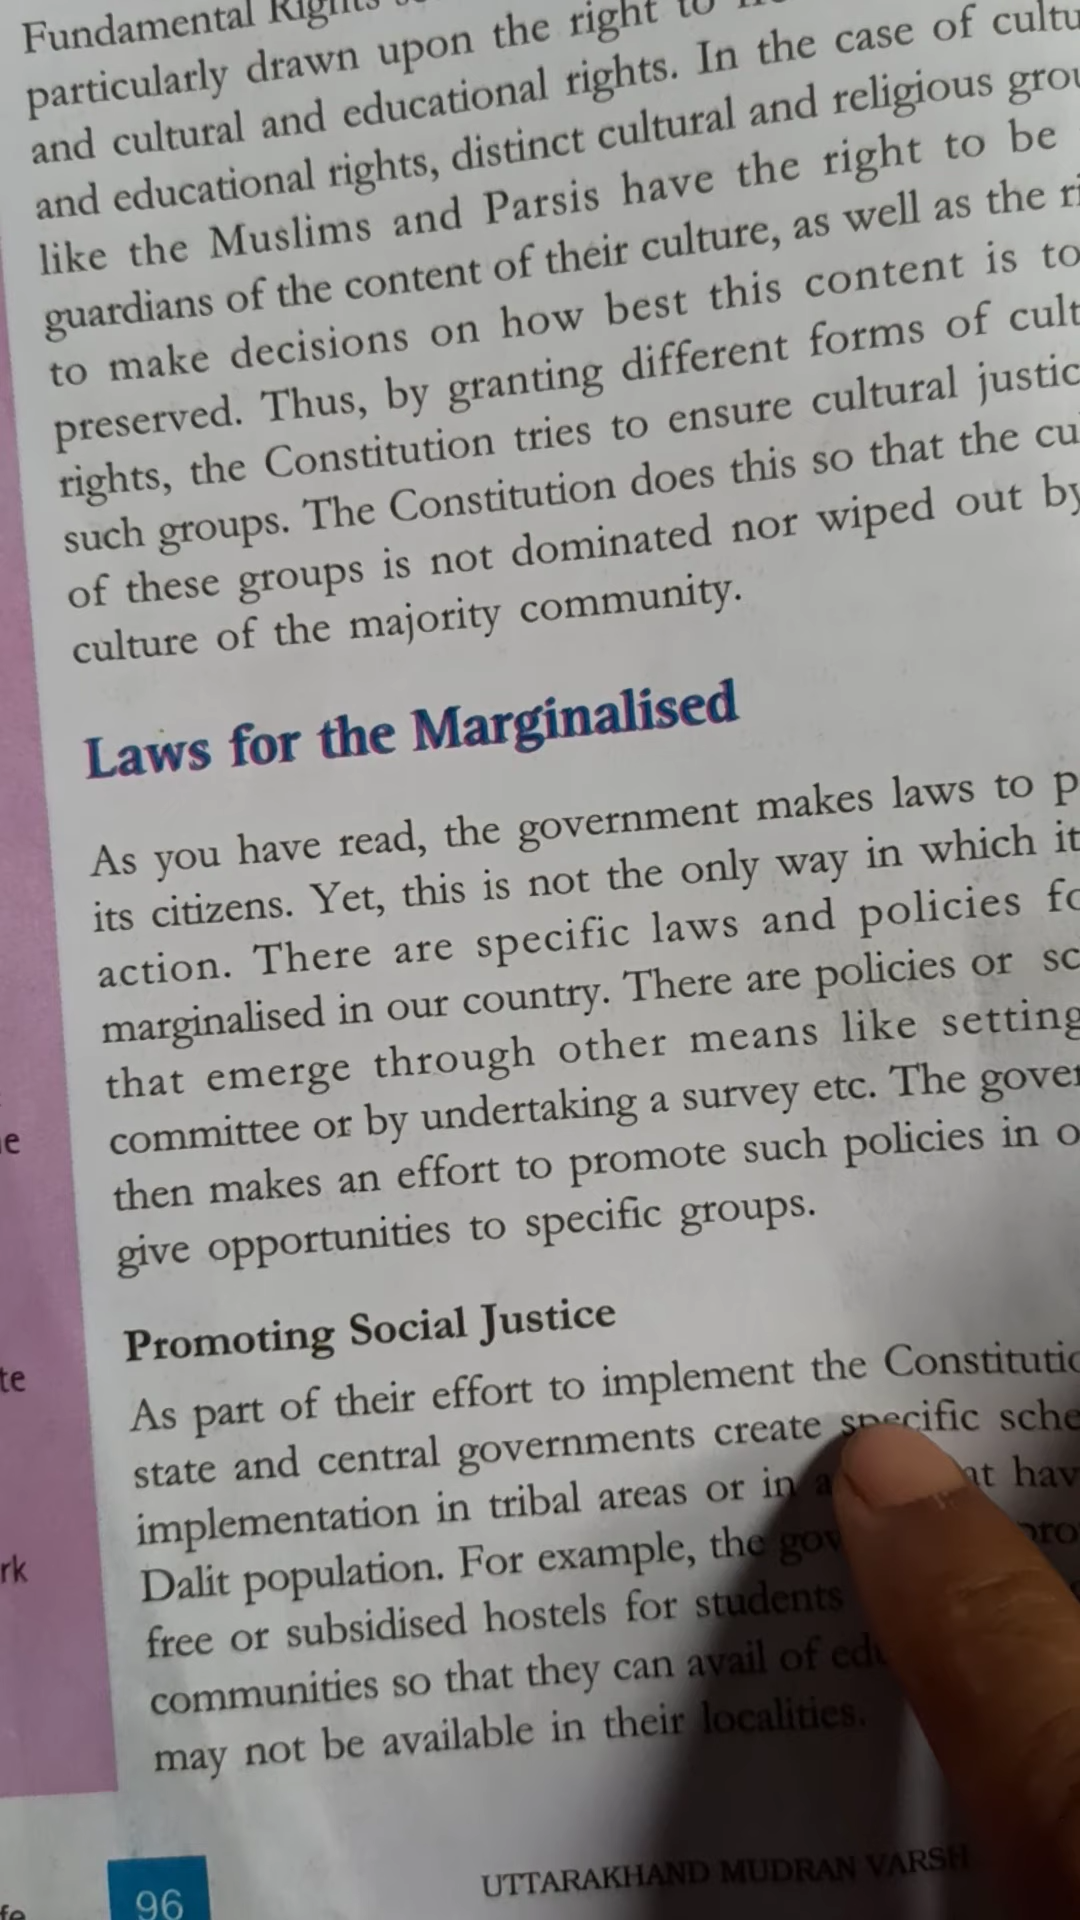 Fundamental Rights
particularly drawn upon the right to
and cultural and educational rights. In the case of
and educational rights, distinct cultural and religious
like the Muslims and Parsis have the right to be
guardians of the content of their culture, as well as the
to make decisions on how best this content is to
preserved. Thus, by granting different forms of
rights, the Constitution tries to ensure cultural
such groups. The Constitution does this so that the
of these groups is not dominated nor wiped out by
culture of the majority community.
Laws for the Marginalised
As you have read, the government makes laws to
its citizens. Yet, this is not the only way in which it
action. There are specific laws and policies
marginalised in our country. There are policies or
that emerge through other means like setting
committee or by undertaking a survey etc. The
then makes an effort to promote such policies in
give opportunities to specific groups.
Promoting Social Justice
As part of their effort to implement the
state and central governments create specific
implementation in tribal areas or in
Dalit population. For example, the
free or subsidised hostels for students
communities so that they can avail of
may not be available in their localities.
96
UTTARAKHAND MUDRAN VARSH